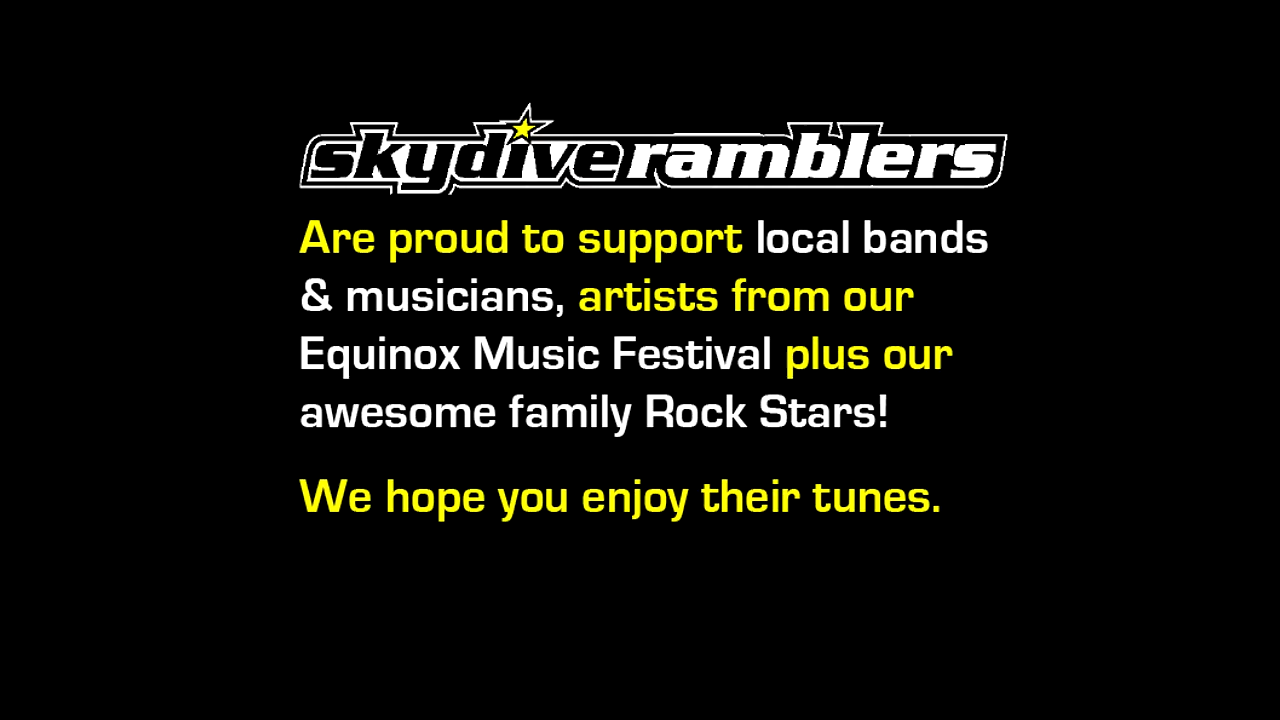 skydiveramblers
Are proud to support local bands
& musicians, artists from our
Equinox Music Festival plus our
awesome family Rock Stars!
We hope you enjoy their tunes.